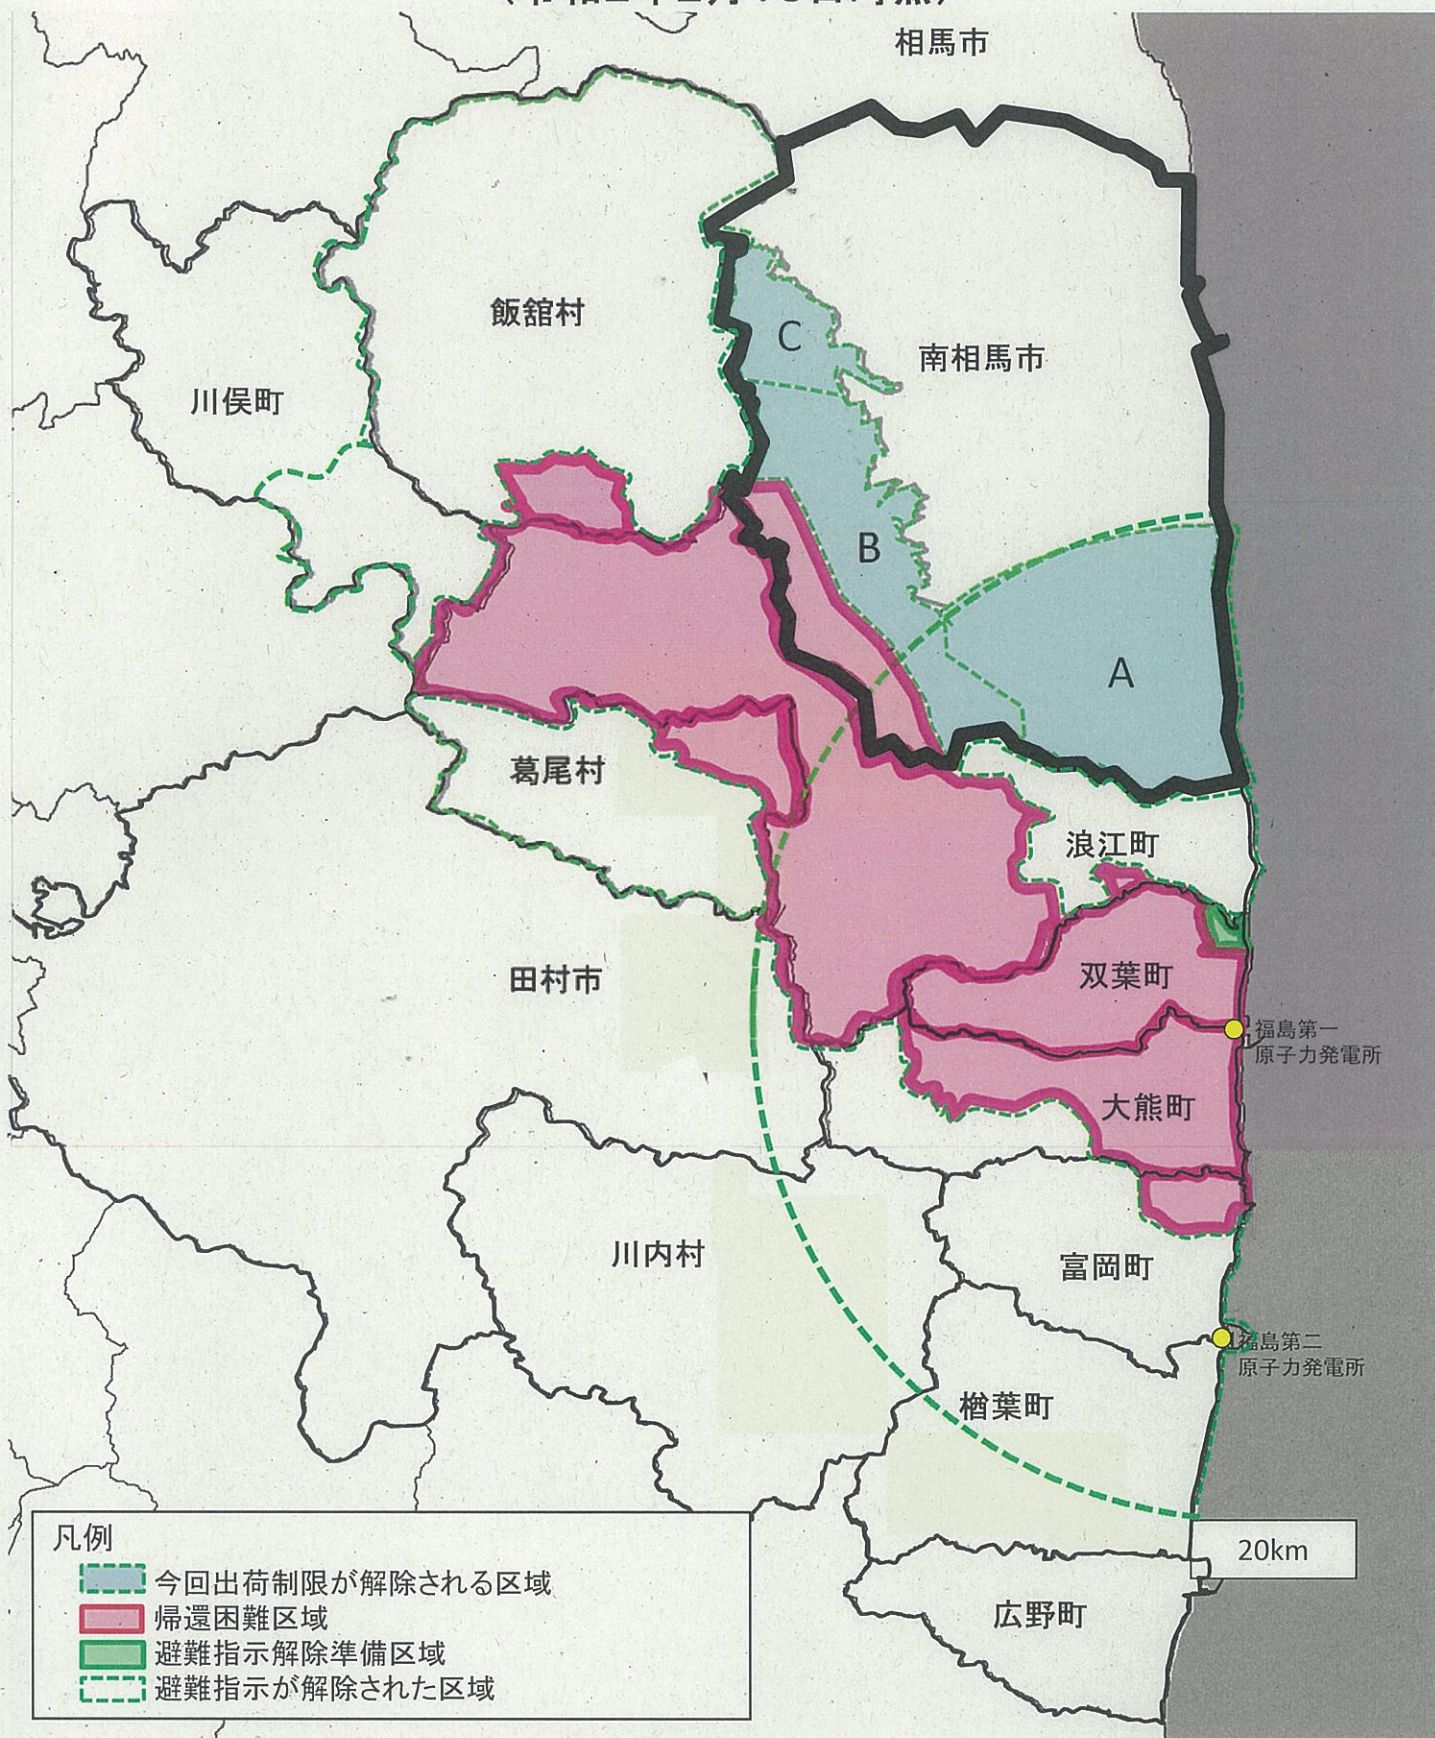 相馬市
飯舘村
C
南相馬市
川俣町
B
A
葛尾村
浪江町
田村市
双葉町
福島第一
原子力発電所
大熊町
川内村
富岡町
福島第二
原子力発電所
楢葉町
20km
広野町
凡例
今回出荷制限が解除される区域
帰還困難区域
避難指示解除準備区域
避難指示が解除された区域